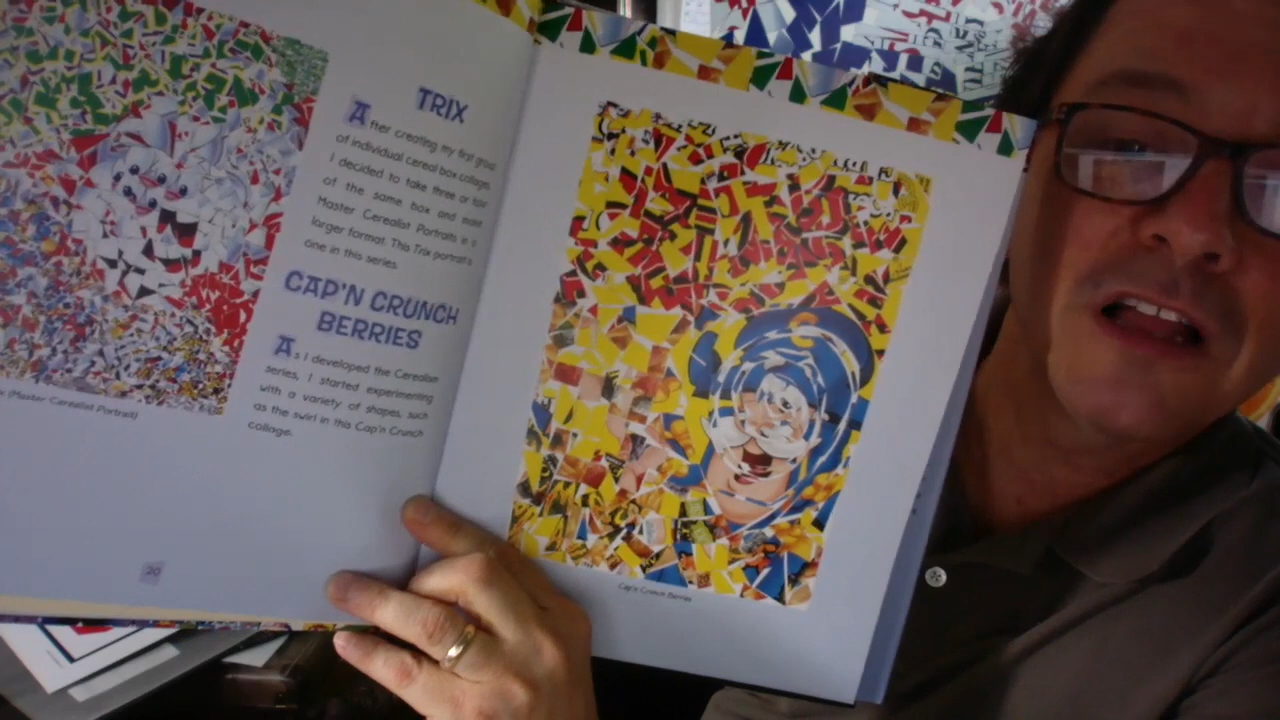 TRIX
After creating my first group
of individual cereal box collages
I decided to take three or four
of the same box and make
Master Cerealist Portraits in a
larger format. This Trix portrait is
one in this series.
CAP'N CRUNCH
BERRIES
As I developed the Cerealism
series, I started experimenting
with a variety of shapes, such
as the swirl in this Cap'n Crunch
collage.
(Master Cerealist Portrait)
20
Cap'n Crunch Berries